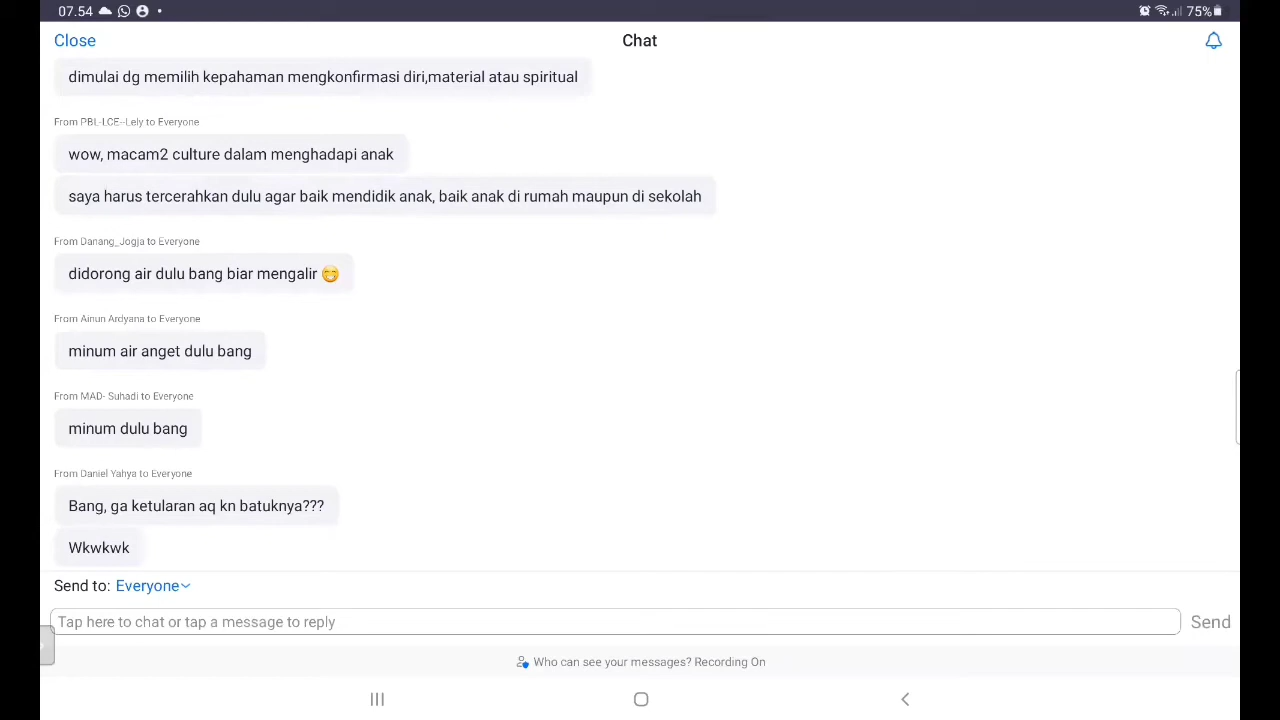 07.54
75%
Close
Chat
dimulai dg memilih kepahaman mengkonfirmasi diri,material atau spiritual
From PBL-LCE--Lely to Everyone
wow, macam2 culture dalam menghadapi anak
saya harus tercerahkan dulu agar baik mendidik anak, baik anak di rumah maupun di sekolah
From Danang_Jogja to Everyone
didorong air dulu bang biar mengalir 😁
From Ainun Ardyana to Everyone
minum air anget dulu bang
From MAD- Suhadi to Everyone
minum dulu bang
From Daniel Yahya to Everyone
Bang, ga ketularan aq kn batuknya???
Wkwkwk
Send to: Everyone
Tap here to chat or tap a message to reply
Send
Who can see your messages? Recording On